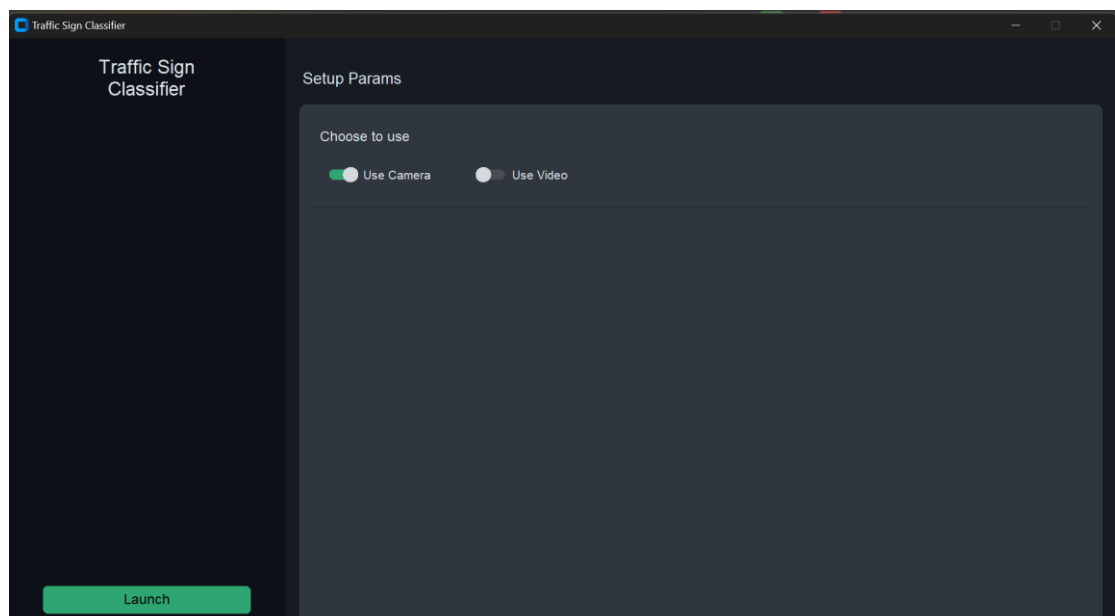 Traffic Sign Classifier
Traffic Sign
Classifier
Setup Params
Choose to use
Use Camera
Use Video
Launch